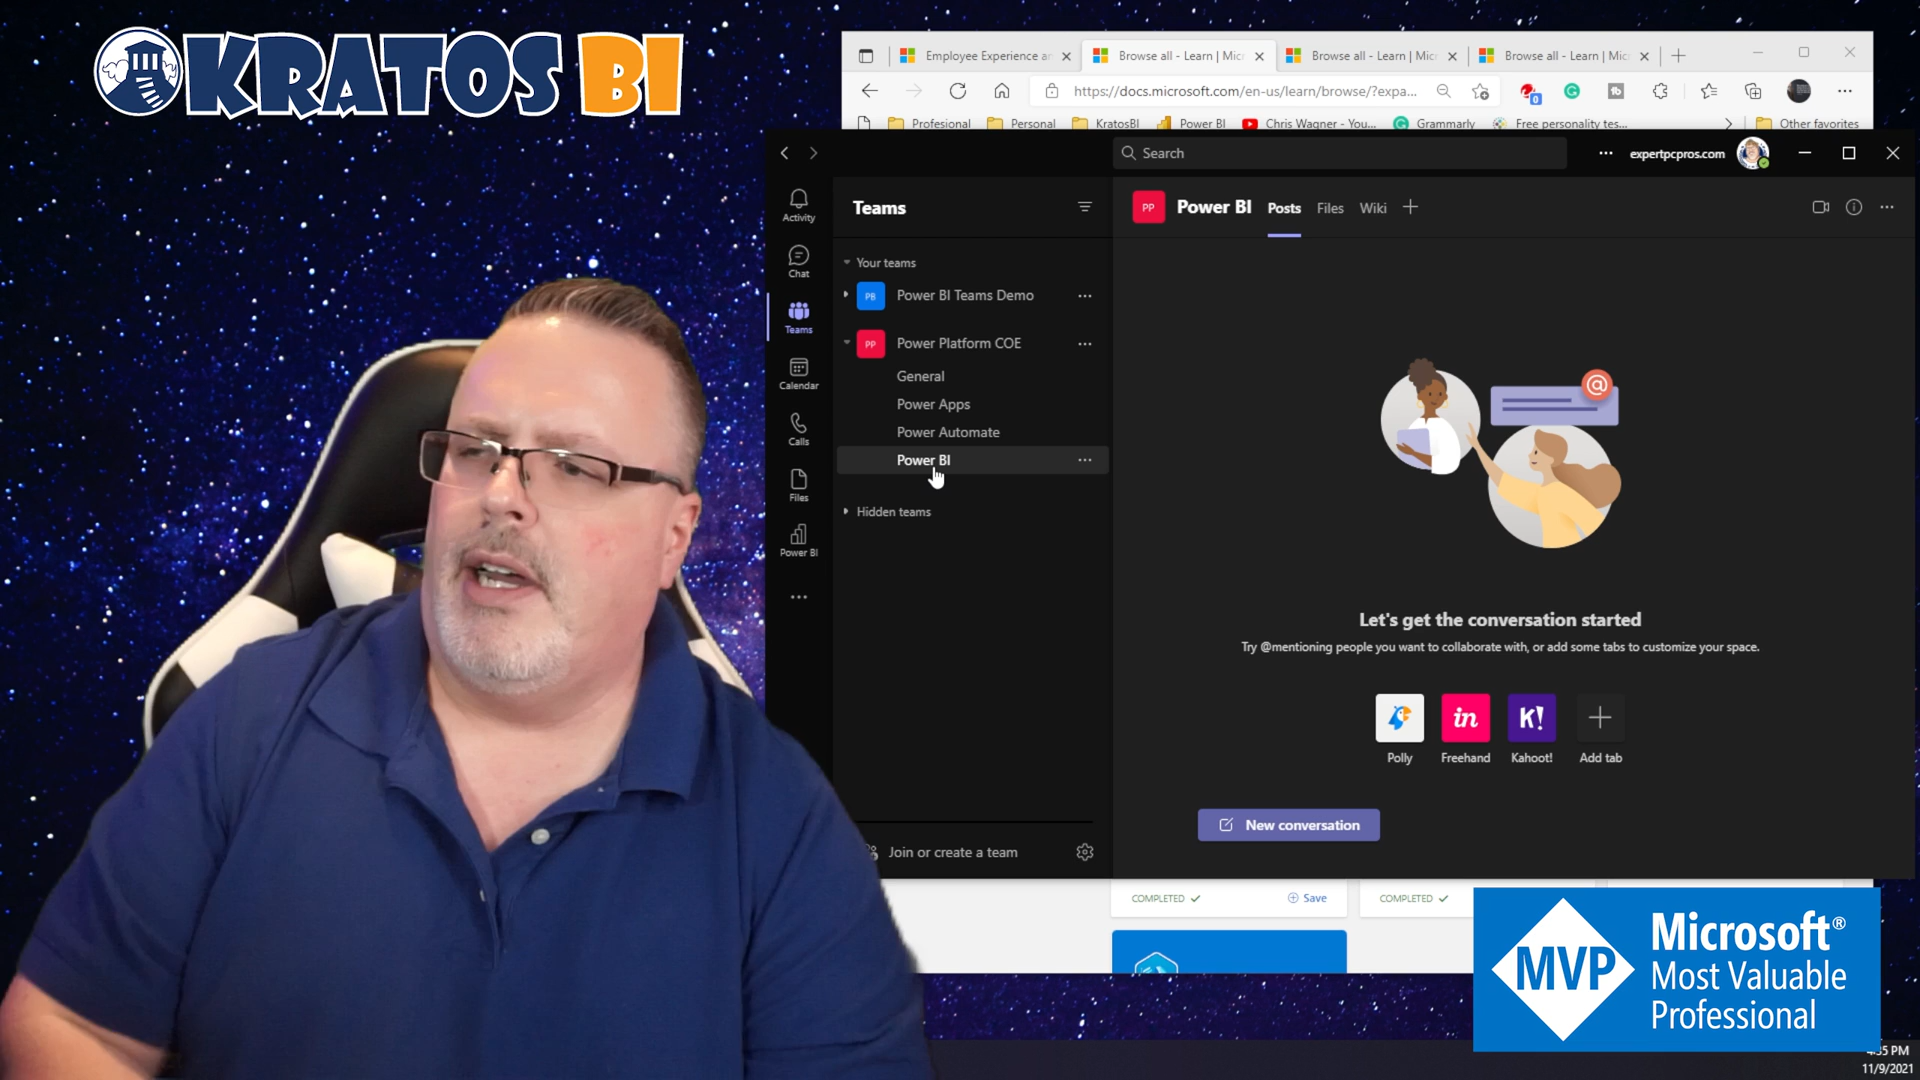 KRATOS BI
Employee Experience a
Browse all - Learn | Mic
Browse all - Learn | Mic
Browse all - Learn | Mic
https://docs.microsoft.com/en-us/learn/browse/?expa...
0
Profesional
Personal
KratosBI
Power BI
Chris Wagner - You...
Grammarly
Free personality tes...
Other favorites
Search
expertpcpros.com
Activity
Chat
Teams
Calendar
Calls
Files
Power BI
Teams
Your teams
PB Power BI Teams Demo
PP Power Platform COE
General
Power Apps
Power Automate
Power BI
Hidden teams
Join or create a team
PP Power BI Posts Files Wiki
@
Let's get the conversation started
Try @mentioning people you want to collaborate with, or add some tabs to customize your space.
in K!
Polly Freehand Kahoot! Add tab
New conversation
COMPLETED Save COMPLETED
MVP
Microsoft®
Most Valuable
Professional
PM
11/9/2021